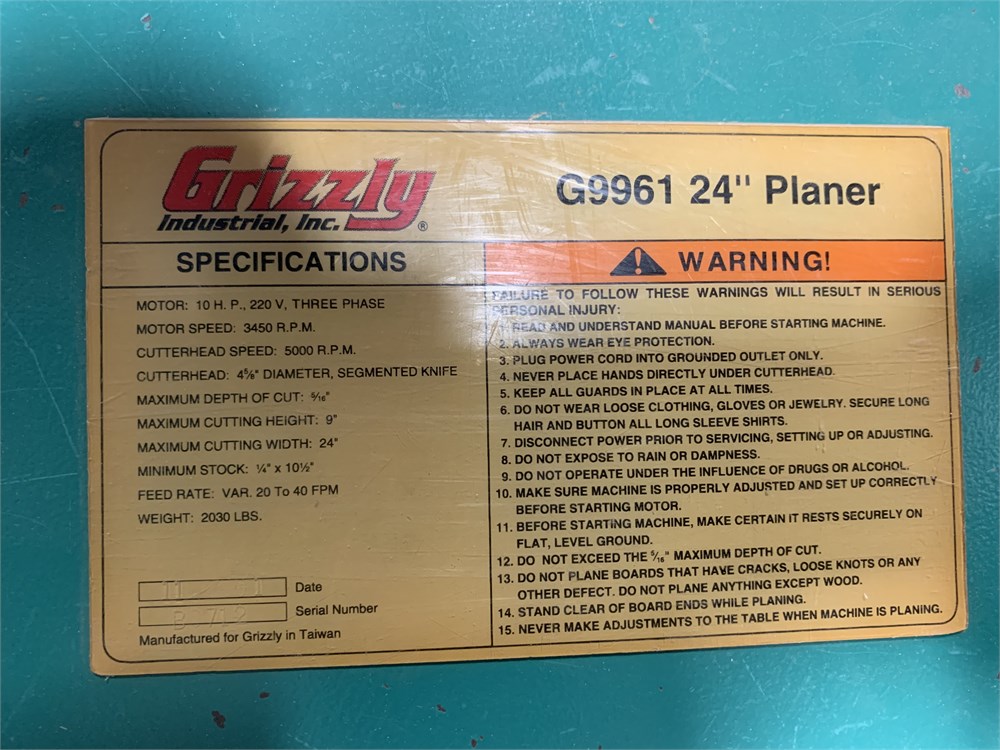 Grizzly
Industrial, Inc. ®
G9961 24" Planer
SPECIFICATIONS
MOTOR: 10 H. P., 220 V, THREE PHASE
MOTOR SPEED: 3450 R.P.M.
CUTTERHEAD SPEED: 5000 R.P.M.
CUTTERHEAD: 4⅝" DIAMETER, SEGMENTED KNIFE
MAXIMUM DEPTH OF CUT: 5/16"
MAXIMUM CUTTING HEIGHT: 9"
MAXIMUM CUTTING WIDTH: 24"
MINIMUM STOCK: ¼" x 10½"
FEED RATE: VAR. 20 To 40 FPM
WEIGHT: 2030 LBS.
Date
Serial Number
Manufactured for Grizzly in Taiwan
WARNING!
FAILURE TO FOLLOW THESE WARNINGS WILL RESULT IN SERIOUS
PERSONAL INJURY:
1. READ AND UNDERSTAND MANUAL BEFORE STARTING MACHINE.
2. ALWAYS WEAR EYE PROTECTION.
3. PLUG POWER CORD INTO GROUNDED OUTLET ONLY.
4. NEVER PLACE HANDS DIRECTLY UNDER CUTTERHEAD.
5. KEEP ALL GUARDS IN PLACE AT ALL TIMES.
6. DO NOT WEAR LOOSE CLOTHING, GLOVES OR JEWELRY. SECURE LONG
HAIR AND BUTTON ALL LONG SLEEVE SHIRTS.
7. DISCONNECT POWER PRIOR TO SERVICING, SETTING UP OR ADJUSTING.
8. DO NOT EXPOSE TO RAIN OR DAMPNESS.
9. DO NOT OPERATE UNDER THE INFLUENCE OF DRUGS OR ALCOHOL.
10. MAKE SURE MACHINE IS PROPERLY ADJUSTED AND SET UP CORRECTLY
BEFORE STARTING MOTOR.
11. BEFORE STARTING MACHINE, MAKE CERTAIN IT RESTS SECURELY ON
FLAT, LEVEL GROUND.
12. DO NOT EXCEED THE 5/16" MAXIMUM DEPTH OF CUT.
13. DO NOT PLANE BOARDS THAT HAVE CRACKS, LOOSE KNOTS OR ANY
OTHER DEFECT. DO NOT PLANE ANYTHING EXCEPT WOOD.
14. STAND CLEAR OF BOARD ENDS WHILE PLANING.
15. NEVER MAKE ADJUSTMENTS TO THE TABLE WHEN MACHINE IS PLANING.